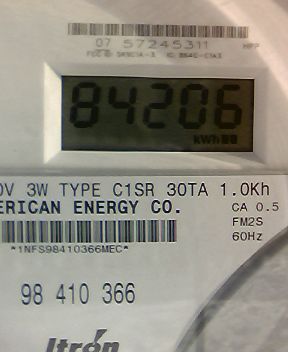 07 57245311
84206
kWh
0V 3W TYPE C1SR 30TA 1.0Kh
ERICAN ENERGY CO.
CA 0.5
FM2S
60Hz
*1NFS98410366MEC*
98 410 366
Itron